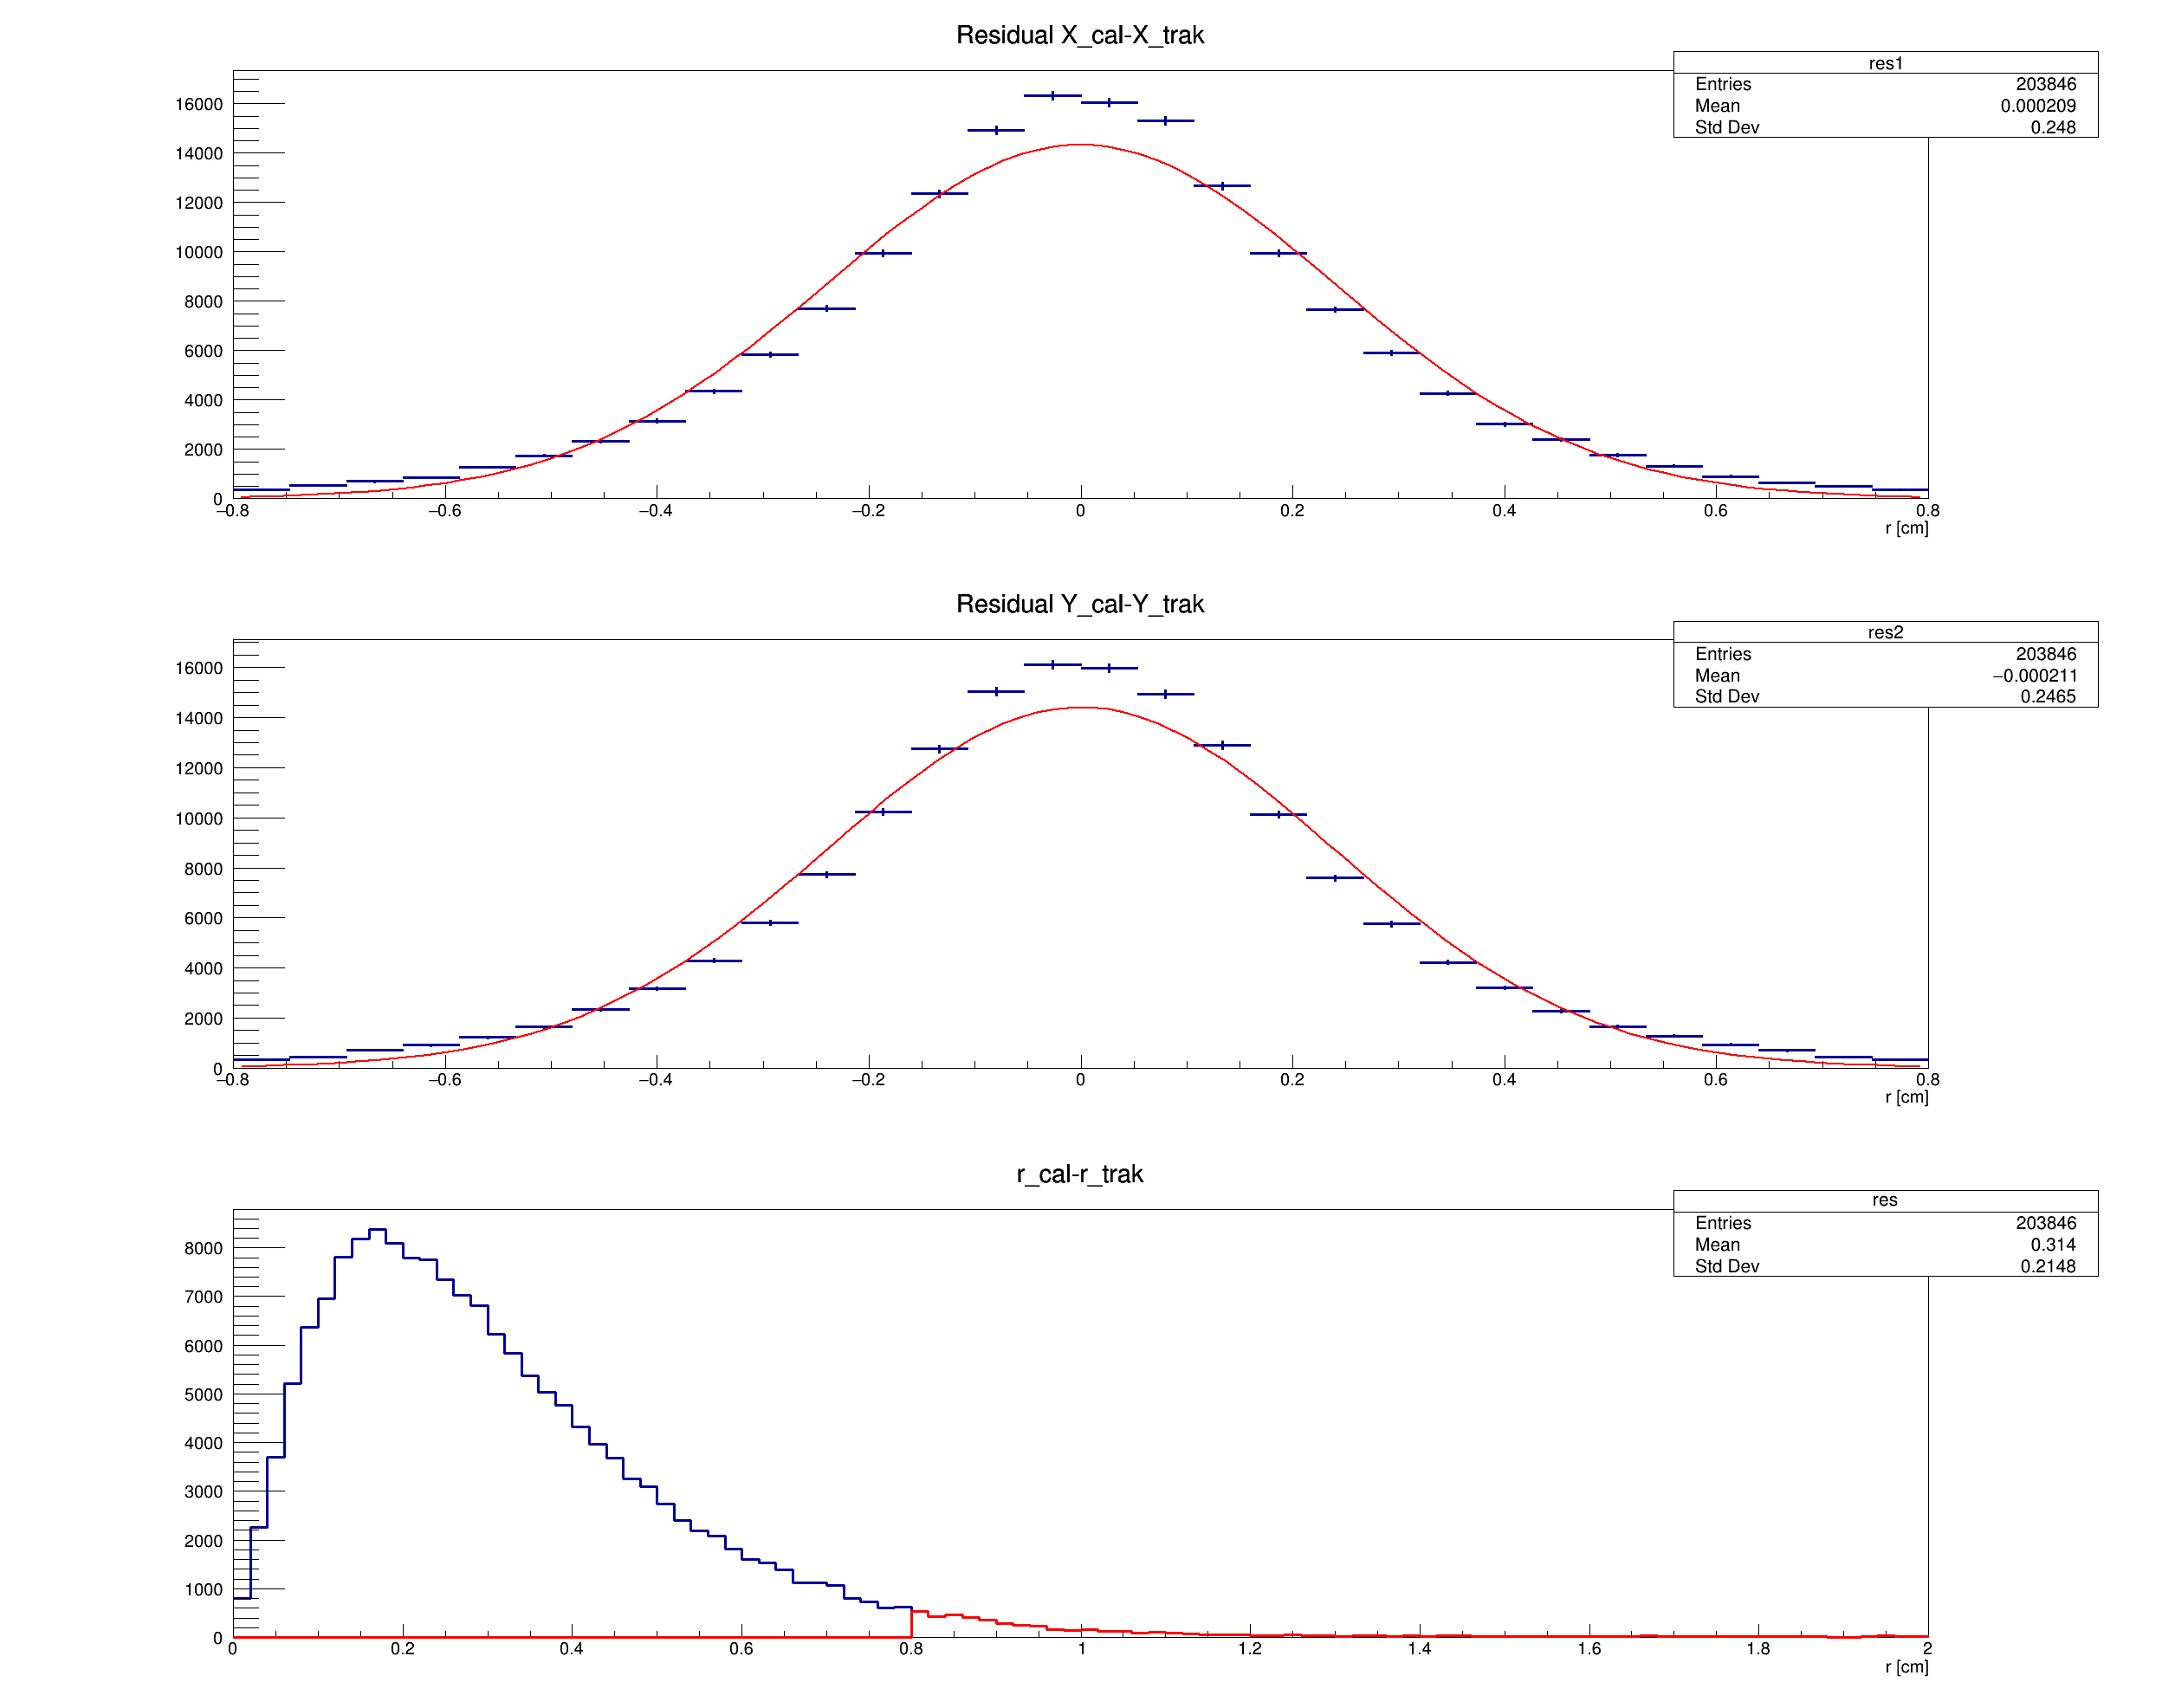 Residual X_cal-X_trak
res1
Entries 203846
Mean 0.000209
Std Dev 0.248
16000
14000
12000
10000
8000
6000
4000
2000
0
−0.8 −0.6 −0.4 −0.2 0 0.2 0.4 0.6 0.8
r [cm]
Residual Y_cal-Y_trak
res2
Entries 203846
Mean −0.000211
Std Dev 0.2465
16000
14000
12000
10000
8000
6000
4000
2000
0
−0.8 −0.6 −0.4 −0.2 0 0.2 0.4 0.6 0.8
r [cm]
r_cal-r_trak
res
Entries 203846
Mean 0.314
Std Dev 0.2148
8000
7000
6000
5000
4000
3000
2000
1000
0
0 0.2 0.4 0.6 0.8 1 1.2 1.4 1.6 1.8 2
r [cm]